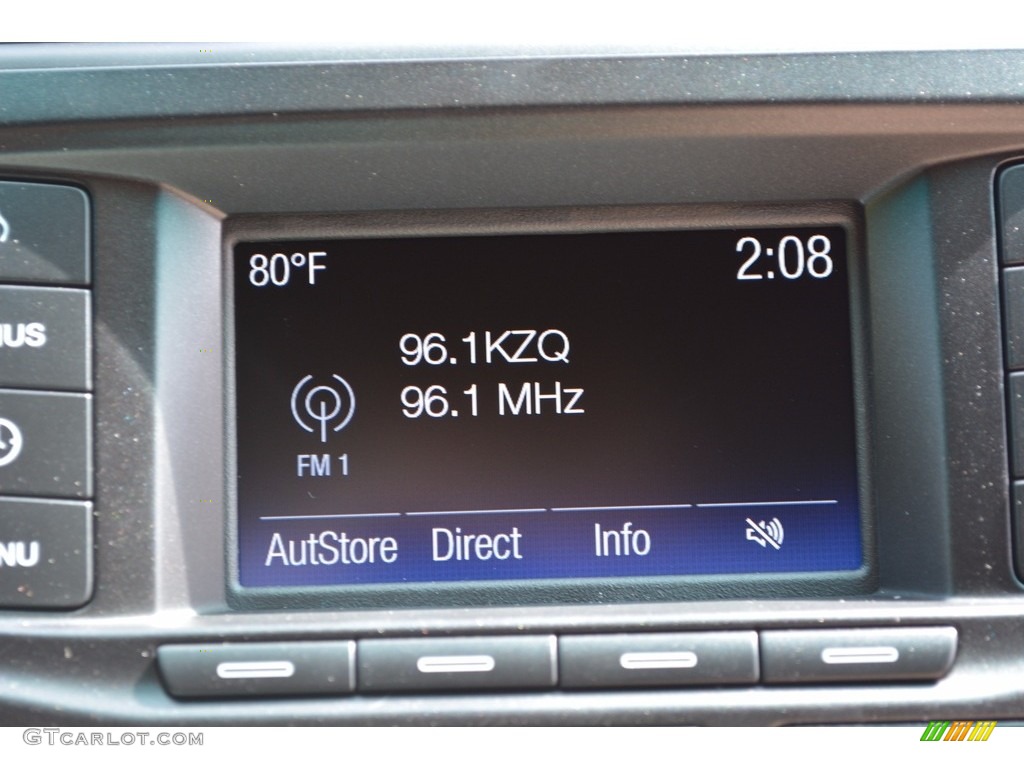 80°F
2:08
96.1KZQ
96.1 MHz
FM 1
AutStore Direct Info
GTCARLOT.COM